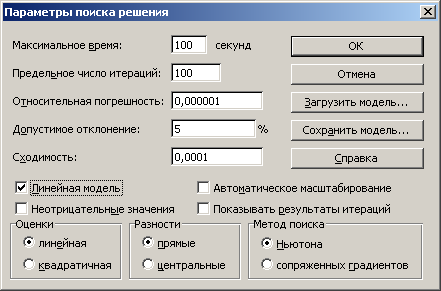 Параметры поиска решения
Максимальное время: 100 секунд OK
Предельное число итераций: 100 Отмена
Относительная погрешность: 0,000001 Загрузить модель...
Допустимое отклонение: 5 % Сохранить модель...
Сходимость: 0,0001 Справка
Линейная модель Автоматическое масштабирование
Неотрицательные значения Показывать результаты итераций
Оценки Разности Метод поиска
линейная прямые Ньютона
квадратичная центральные сопряженных градиентов